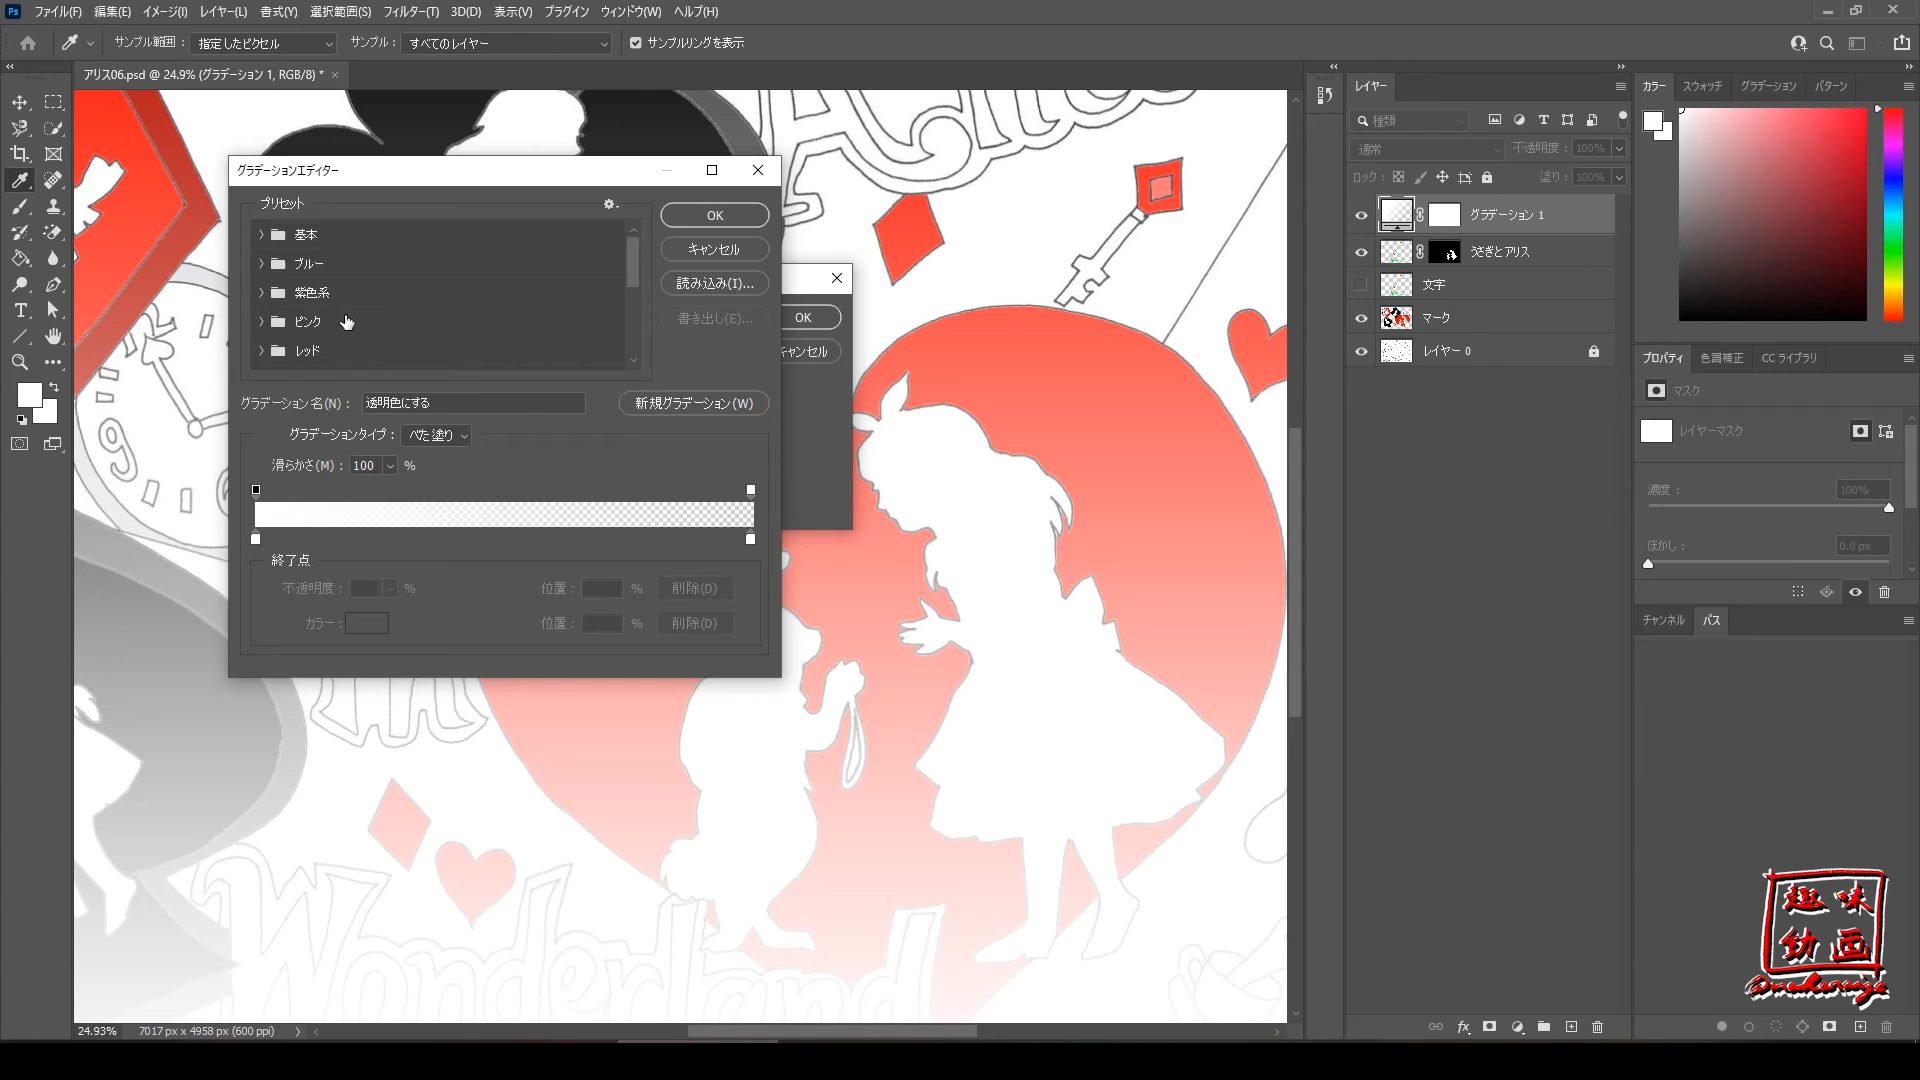 Ps ファイル(F) 編集(E) イメージ(I) レイヤー(L) 書式(Y) 選択範囲(S) フィルター(T) 3D(D) 表示(V) プラグイン ウィンドウ(W) ヘルプ(H)
サンプル範囲 : 指定したピクセル サンプル : すべてのレイヤー サンプルリングを表示
アリス06.psd @ 24.9% (グラデーション 1, RGB/8) *
グラデーションエディター
プリセット
基本
ブルー
紫色系
ピンク
レッド
OK
キャンセル
読み込み(I)...
書き出し(E)...
OK
キャンセル
グラデーション名(N) : 透明色にする
新規グラデーション(W)
グラデーションタイプ : べた塗り
滑らかさ(M) : 100 %
終了点
不透明度 : % 位置 : % 削除(D)
カラー : 位置 : % 削除(D)
Wonderland
24.93% 7017 px x 4958 px (600 ppi)
レイヤー
種類
通常 不透明度 : 100%
ロック : 塗り : 100%
グラデーション 1
うさぎとアリス
文字
マーク
レイヤー 0
カラー スウォッチ グラデーション パターン
プロパティ 色調補正 CC ライブラリ
マスク
レイヤーマスク
濃度 : 100%
ぼかし : 0.0 px
チャンネル パス
趣味
動画